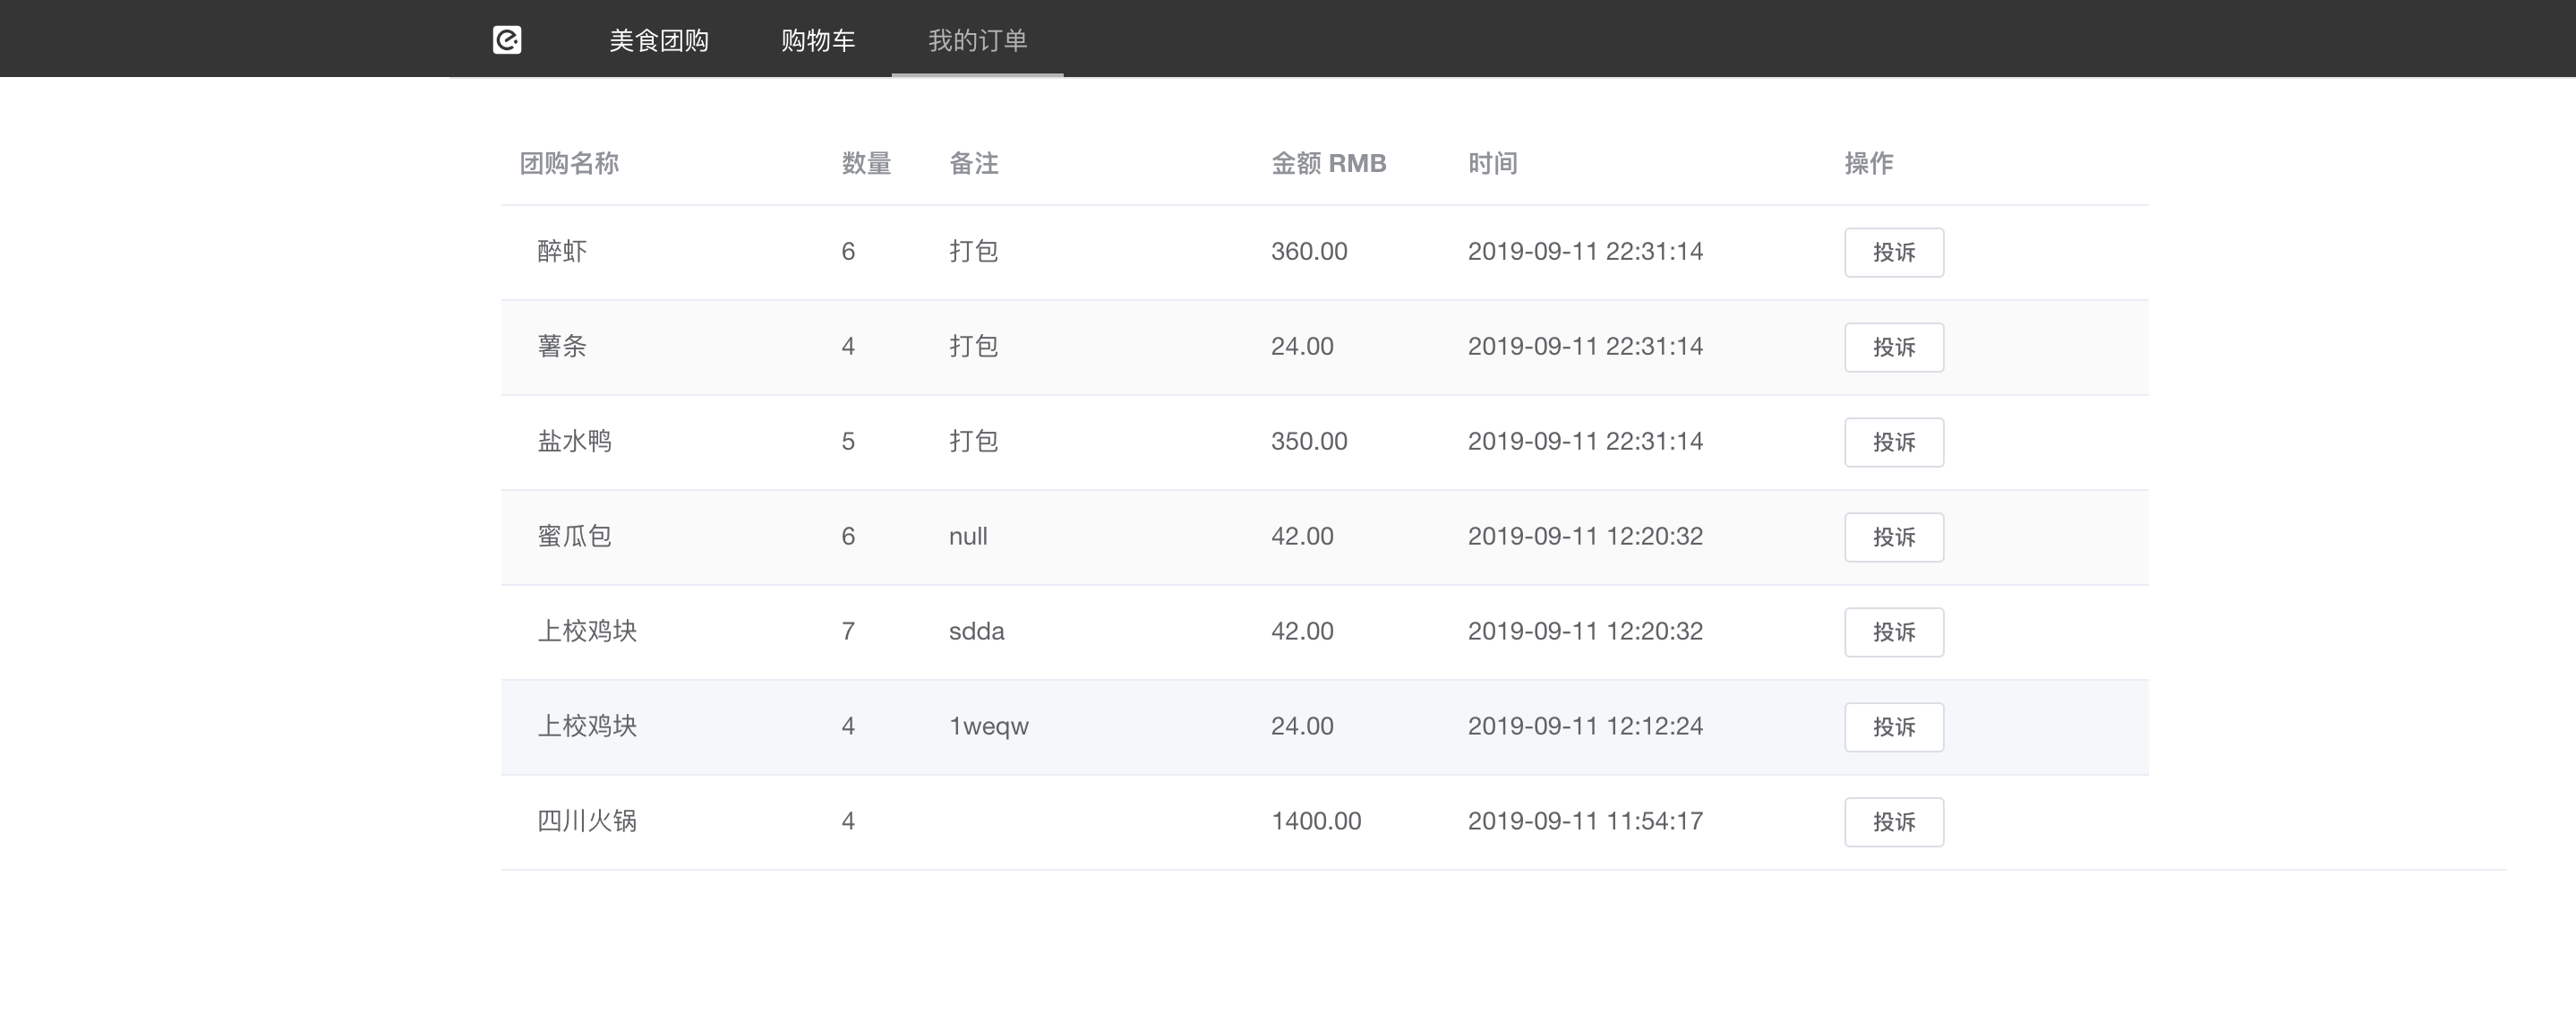 美食团购 购物车 我的订单
团购名称 数量 备注 金额 RMB 时间 操作
醉虾 6 打包 360.00 2019-09-11 22:31:14 投诉
薯条 4 打包 24.00 2019-09-11 22:31:14 投诉
盐水鸭 5 打包 350.00 2019-09-11 22:31:14 投诉
蜜瓜包 6 null 42.00 2019-09-11 12:20:32 投诉
上校鸡块 7 sdda 42.00 2019-09-11 12:20:32 投诉
上校鸡块 4 1weqw 24.00 2019-09-11 12:12:24 投诉
四川火锅 4 1400.00 2019-09-11 11:54:17 投诉